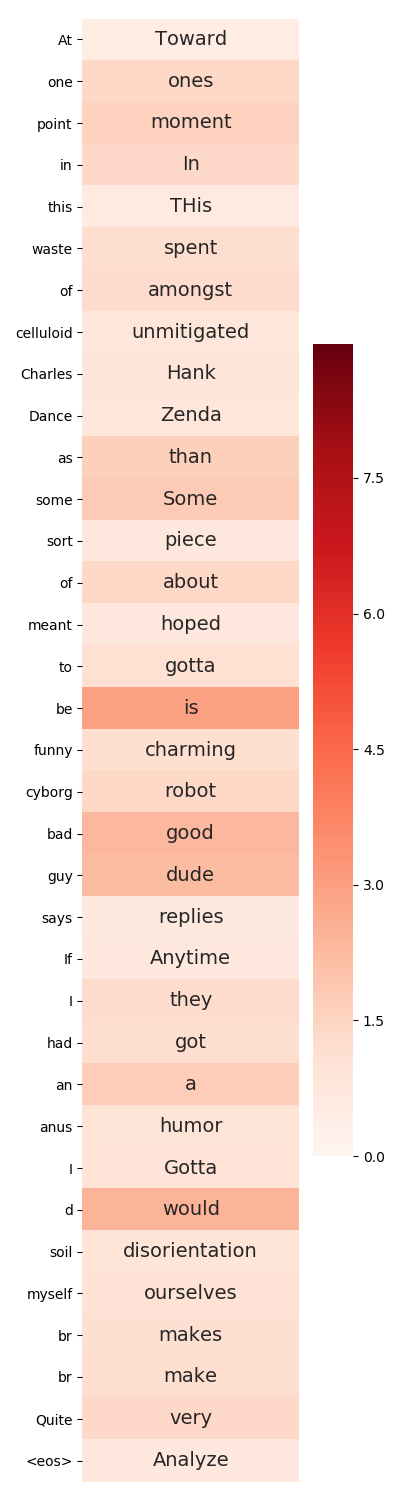 At Toward
one ones
point moment
in In
this THis
waste spent
of amongst
celluloid unmitigated
Charles Hank
Dance Zenda
as than
some Some
sort piece
of about
meant hoped
to gotta
be is
funny charming
cyborg robot
bad good
guy dude
says replies
If Anytime
I they
had got
an a
anus humor
I Gotta
d would
soil disorientation
myself ourselves
br makes
br make
Quite very
<eos> Analyze
7.5
6.0
4.5
3.0
1.5
0.0